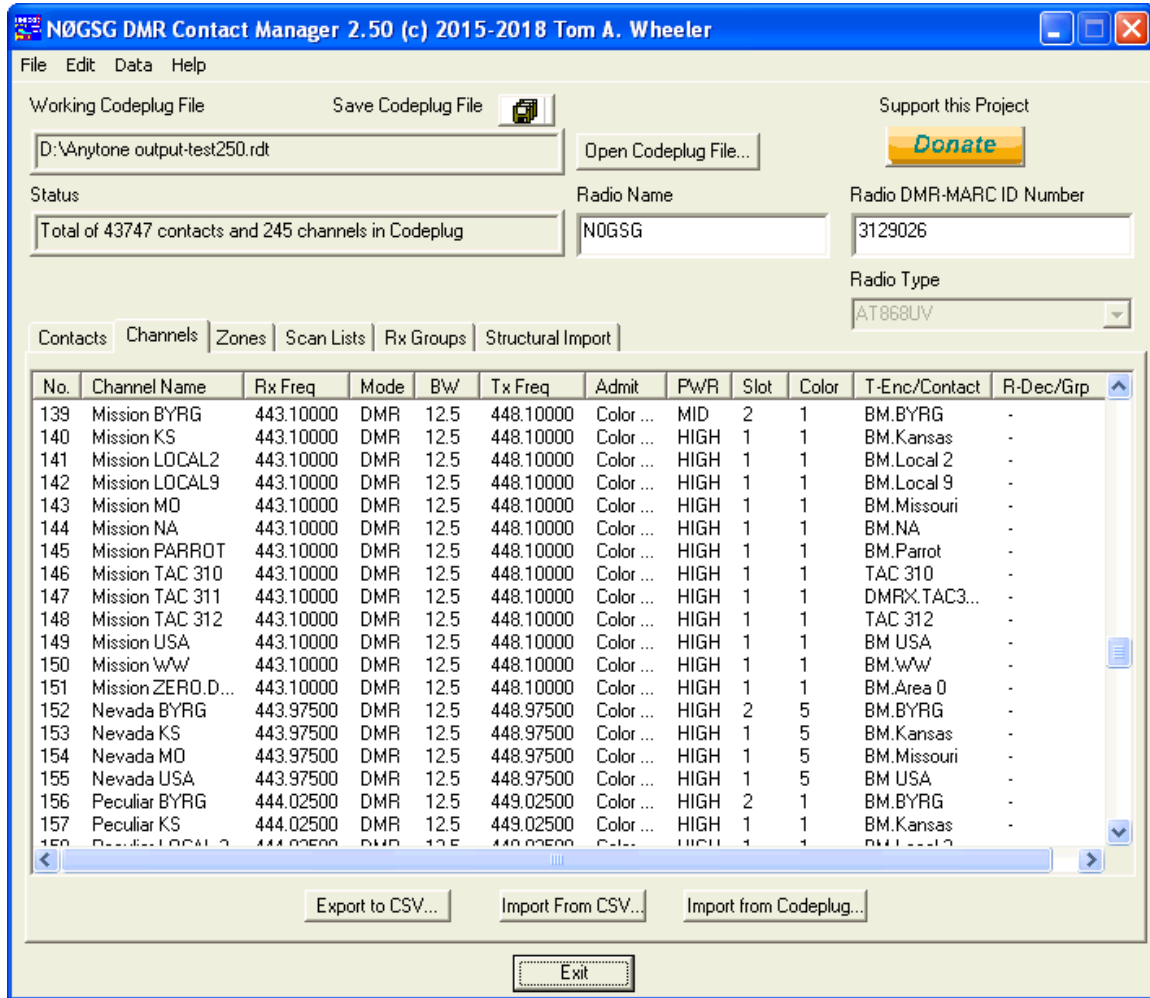 NØGSG DMR Contact Manager 2.50 (c) 2015-2018 Tom A. Wheeler
File Edit Data Help
Working Codeplug File Save Codeplug File Support this Project
D:\Anytone output-test250.rdt Open Codeplug File... Donate
Status Radio Name Radio DMR-MARC ID Number
Total of 43747 contacts and 245 channels in Codeplug N0GSG 3129026
Radio Type
AT868UV
Contacts Channels Zones Scan Lists Rx Groups Structural Import
No. Channel Name Rx Freq Mode BW Tx Freq Admit PWR Slot Color T-Enc/Contact R-Dec/Grp
139 Mission BYRG 443.10000 DMR 12.5 448.10000 Color ... MID 2 1 BM.BYRG -
140 Mission KS 443.10000 DMR 12.5 448.10000 Color ... HIGH 1 1 BM.Kansas -
141 Mission LOCAL2 443.10000 DMR 12.5 448.10000 Color ... HIGH 1 1 BM.Local 2 -
142 Mission LOCAL9 443.10000 DMR 12.5 448.10000 Color ... HIGH 1 1 BM.Local 9 -
143 Mission MO 443.10000 DMR 12.5 448.10000 Color ... HIGH 1 1 BM.Missouri -
144 Mission NA 443.10000 DMR 12.5 448.10000 Color ... HIGH 1 1 BM.NA -
145 Mission PARROT 443.10000 DMR 12.5 448.10000 Color ... HIGH 1 1 BM.Parrot -
146 Mission TAC 310 443.10000 DMR 12.5 448.10000 Color ... HIGH 1 1 TAC 310 -
147 Mission TAC 311 443.10000 DMR 12.5 448.10000 Color ... HIGH 1 1 DMRX.TAC3... -
148 Mission TAC 312 443.10000 DMR 12.5 448.10000 Color ... HIGH 1 1 TAC 312 -
149 Mission USA 443.10000 DMR 12.5 448.10000 Color ... HIGH 1 1 BM USA -
150 Mission WW 443.10000 DMR 12.5 448.10000 Color ... HIGH 1 1 BM.WW -
151 Mission ZERO.D... 443.10000 DMR 12.5 448.10000 Color ... HIGH 1 1 BM.Area 0 -
152 Nevada BYRG 443.97500 DMR 12.5 448.97500 Color ... HIGH 2 5 BM.BYRG -
153 Nevada KS 443.97500 DMR 12.5 448.97500 Color ... HIGH 1 5 BM.Kansas -
154 Nevada MO 443.97500 DMR 12.5 448.97500 Color ... HIGH 1 5 BM.Missouri -
155 Nevada USA 443.97500 DMR 12.5 448.97500 Color ... HIGH 1 5 BM USA -
156 Peculiar BYRG 444.02500 DMR 12.5 449.02500 Color ... HIGH 2 1 BM.BYRG -
157 Peculiar KS 444.02500 DMR 12.5 449.02500 Color ... HIGH 1 1 BM.Kansas -
Export to CSV... Import From CSV... Import from Codeplug...
Exit